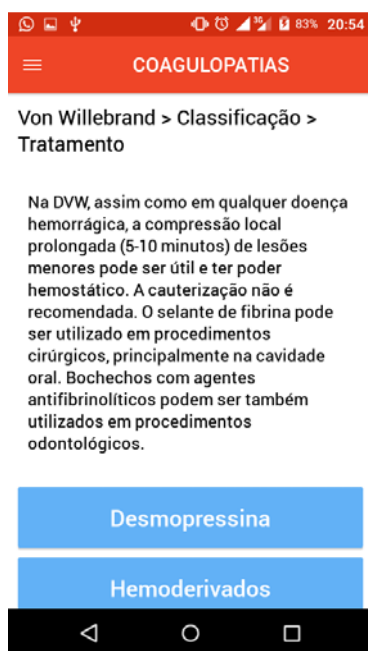 3G 83% 20:54
COAGULOPATIAS
Von Willebrand > Classificação >
Tratamento
Na DVW, assim como em qualquer doença
hemorrágica, a compressão local
prolongada (5-10 minutos) de lesões
menores pode ser útil e ter poder
hemostático. A cauterização não é
recomendada. O selante de fibrina pode
ser utilizado em procedimentos
cirúrgicos, principalmente na cavidade
oral. Bochechos com agentes
antifibrinolíticos podem ser também
utilizados em procedimentos
odontológicos.
Desmopressina
Hemoderivados